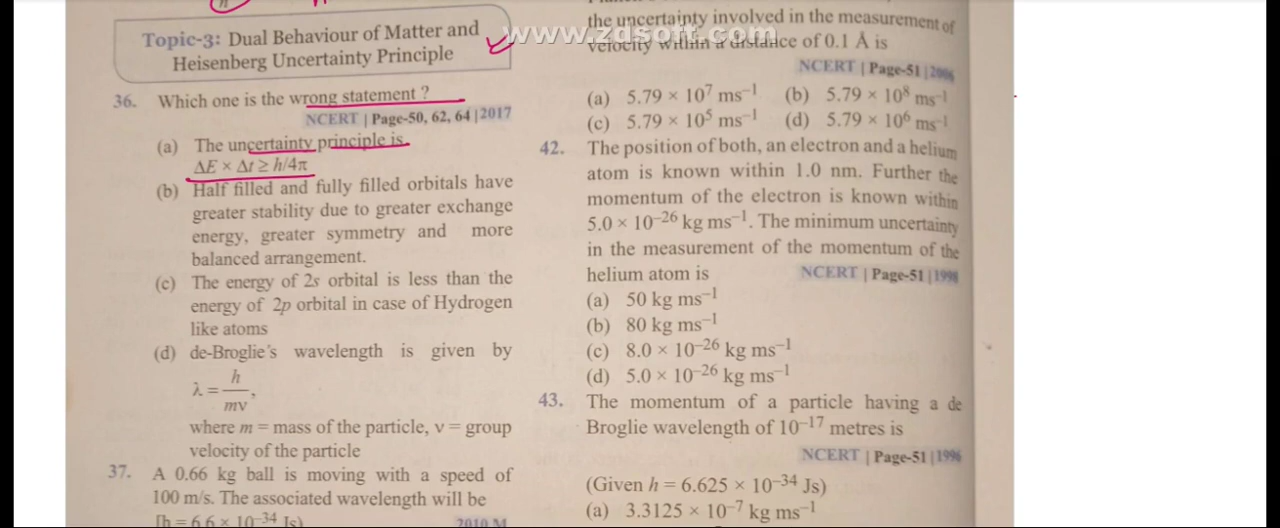 Topic-3: Dual Behaviour of Matter and
Heisenberg Uncertainty Principle
36. Which one is the wrong statement ?
NCERT | Page-50, 62, 64 | 2017
(a) The uncertainty principle is
ΔE × Δt ≥ h/4π
(b) Half filled and fully filled orbitals have
greater stability due to greater exchange
energy, greater symmetry and more
balanced arrangement.
(c) The energy of 2s orbital is less than the
energy of 2p orbital in case of Hydrogen
like atoms
(d) de-Broglie's wavelength is given by
λ = h/mv,
where m = mass of the particle, v = group
velocity of the particle
37. A 0.66 kg ball is moving with a speed of
100 m/s. The associated wavelength will be
[h = 6.6 × 10⁻³⁴ Js)
2010 M
the uncertainty involved in the measurement of
velocity within a distance of 0.1 Å is
www.zdsoft.com
NCERT | Page-51 | 2006
(a) 5.79 × 10⁷ ms⁻¹ (b) 5.79 × 10⁸ ms⁻¹
(c) 5.79 × 10⁵ ms⁻¹ (d) 5.79 × 10⁶ ms⁻¹
42. The position of both, an electron and a helium
atom is known within 1.0 nm. Further the
momentum of the electron is known within
5.0 × 10⁻²⁶ kg ms⁻¹. The minimum uncertainty
in the measurement of the momentum of the
helium atom is NCERT | Page-51 | 1998
(a) 50 kg ms⁻¹
(b) 80 kg ms⁻¹
(c) 8.0 × 10⁻²⁶ kg ms⁻¹
(d) 5.0 × 10⁻²⁶ kg ms⁻¹
43. The momentum of a particle having a de
Broglie wavelength of 10⁻¹⁷ metres is
NCERT | Page-51 | 1996
(Given h = 6.625 × 10⁻³⁴ Js)
(a) 3.3125 × 10⁻⁷ kg ms⁻¹